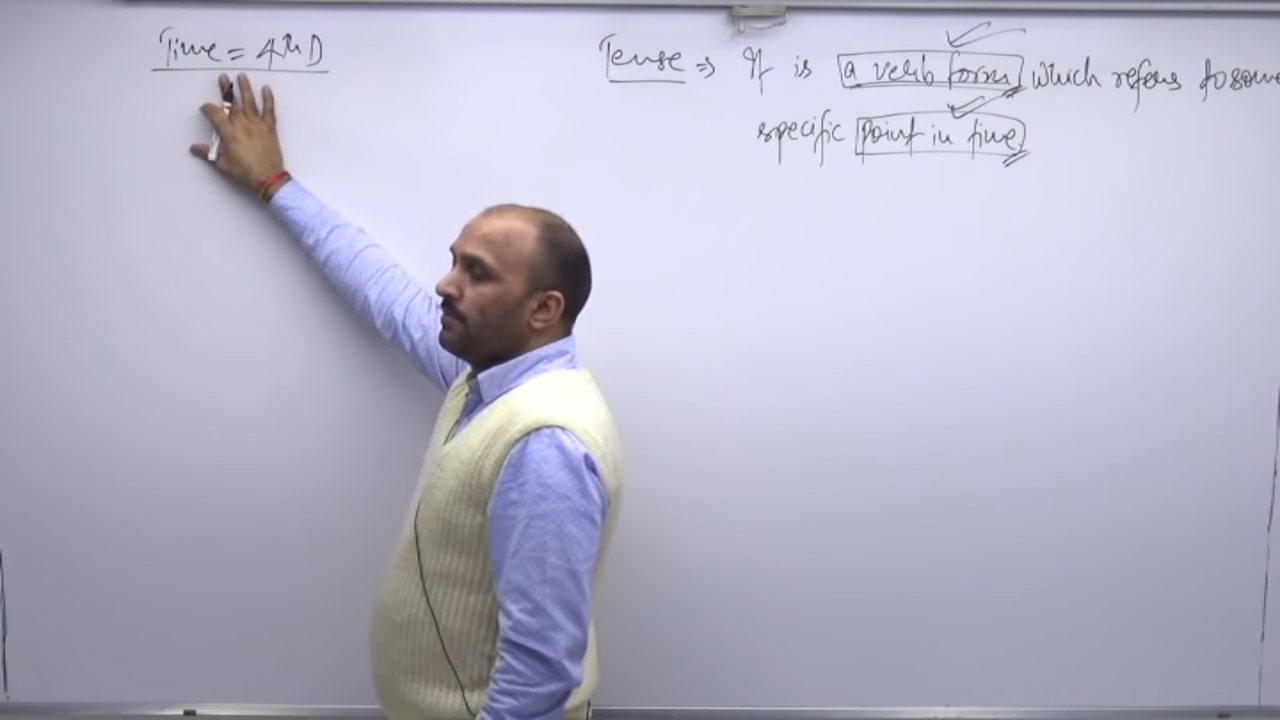 Time = 4th D
Tense ⇒ It is a verb form which refers to some
specific point in time